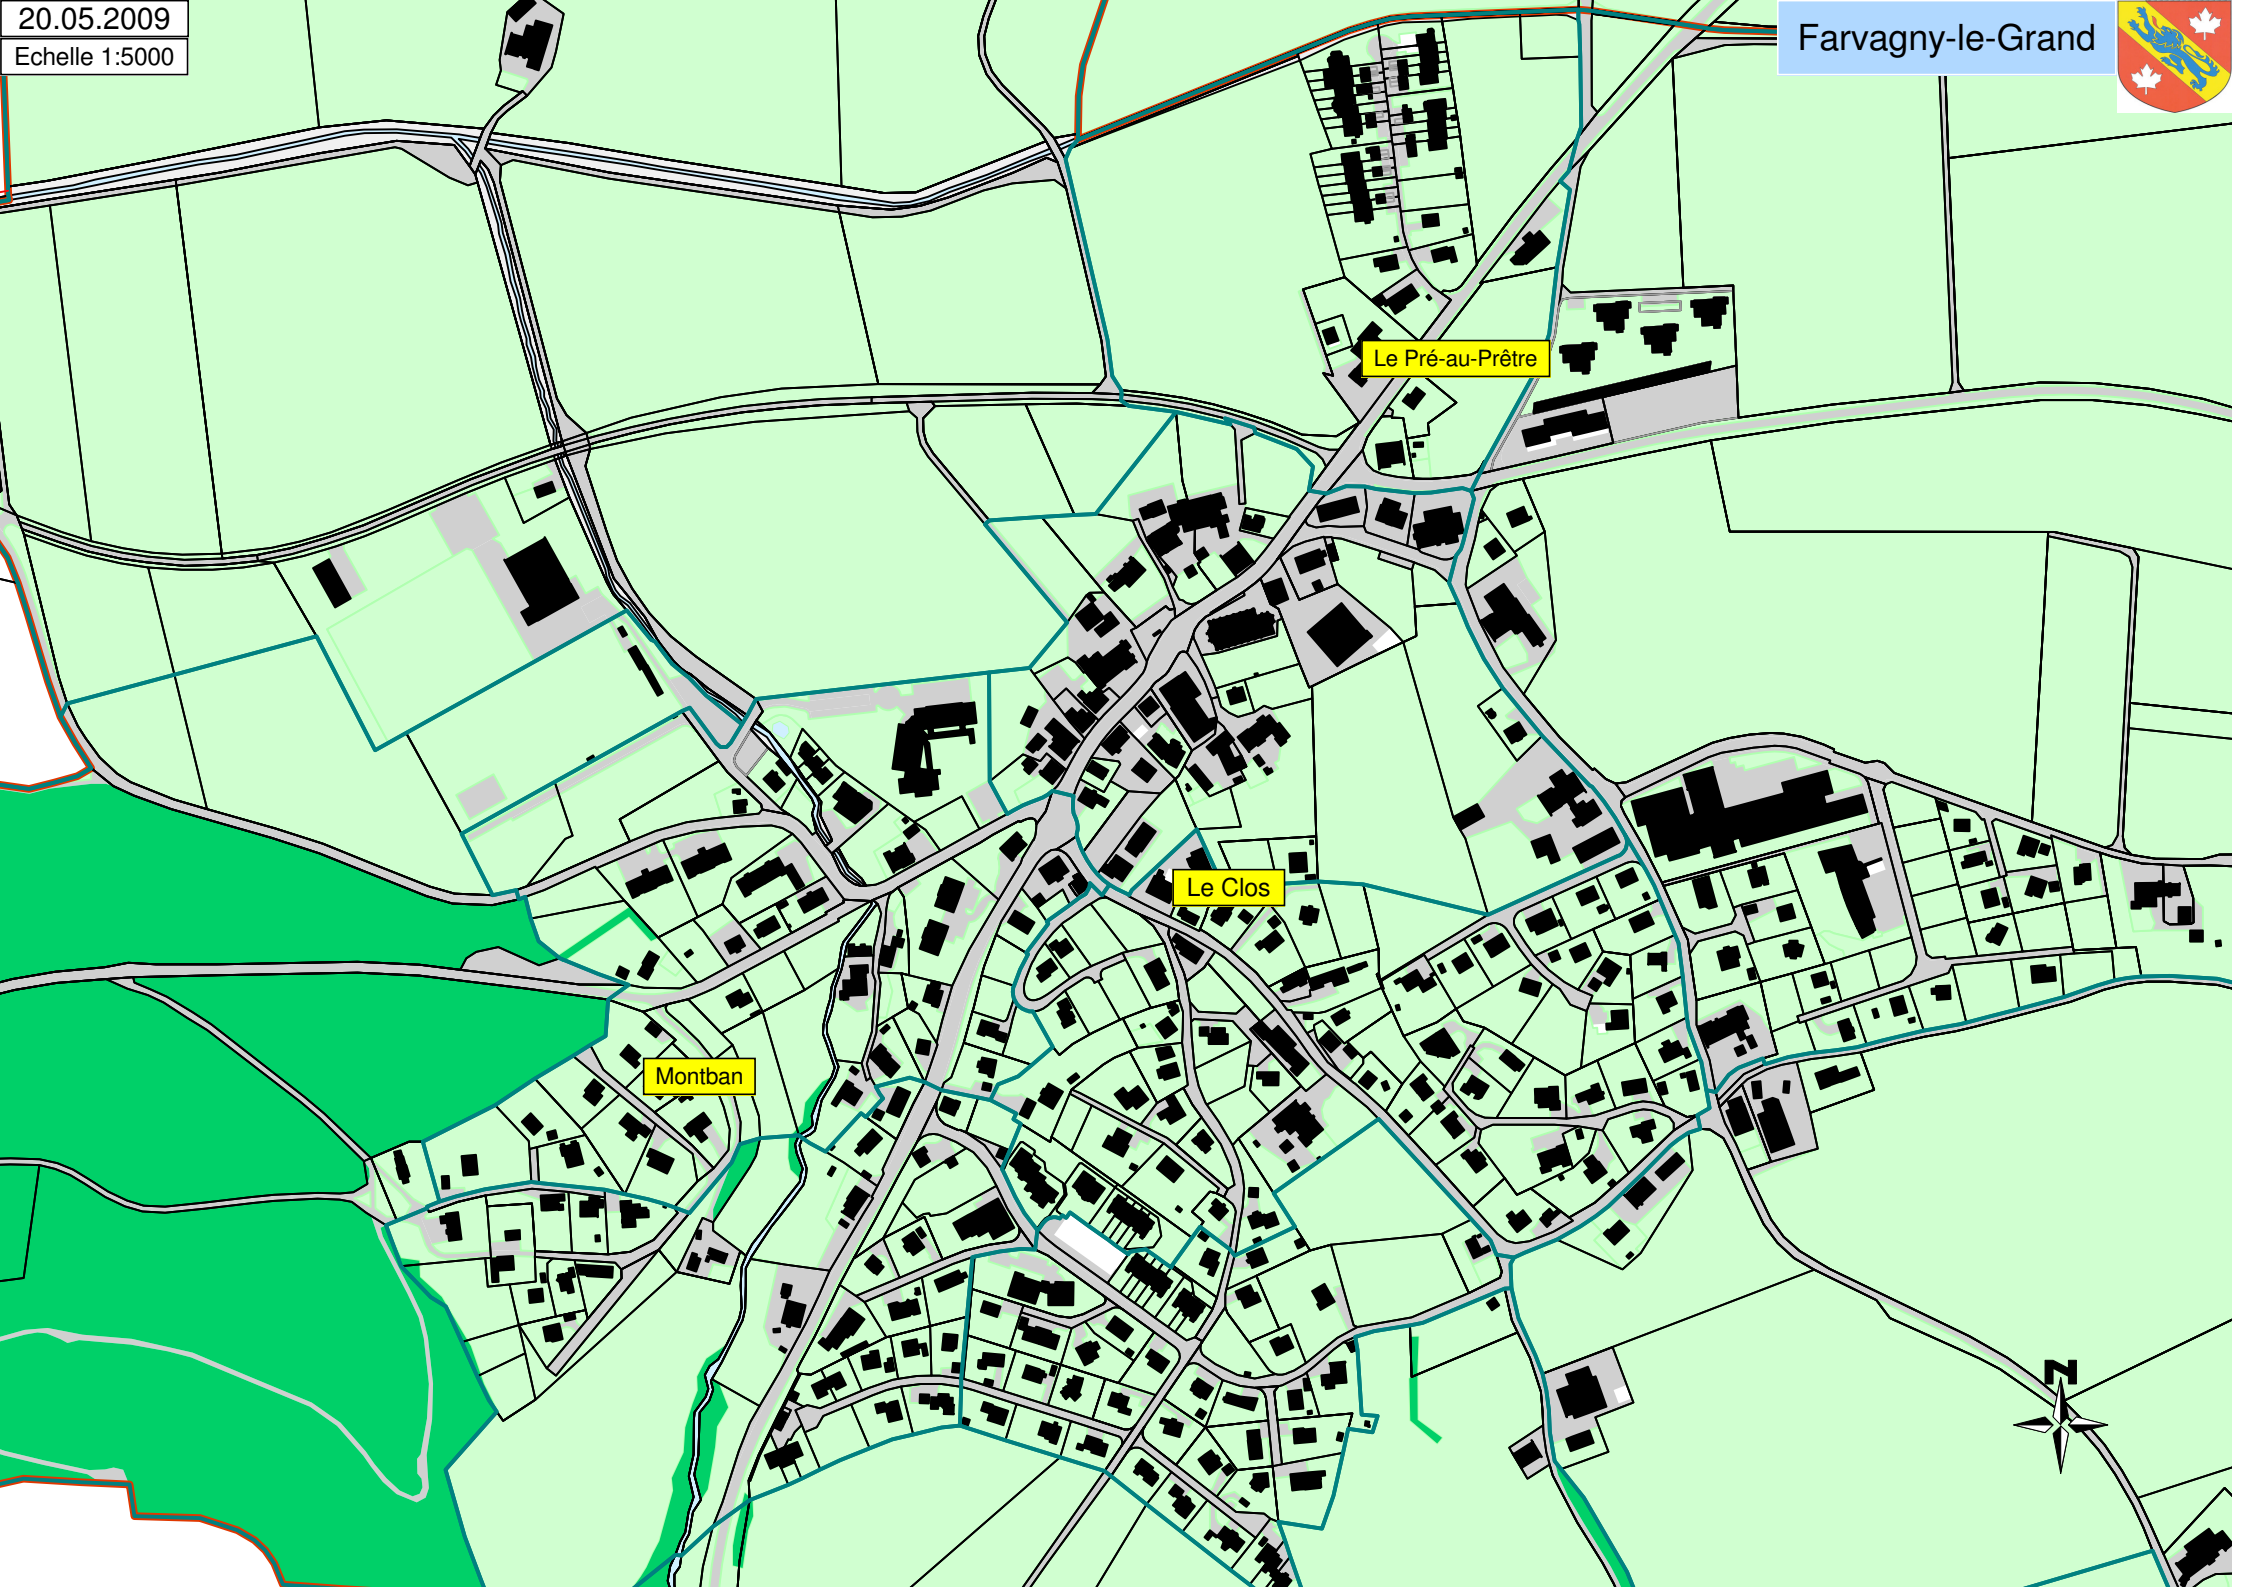 20.05.2009
Echelle 1:5000
Farvagny-le-Grand
Le Pré-au-Prêtre
Le Clos
Montban
N